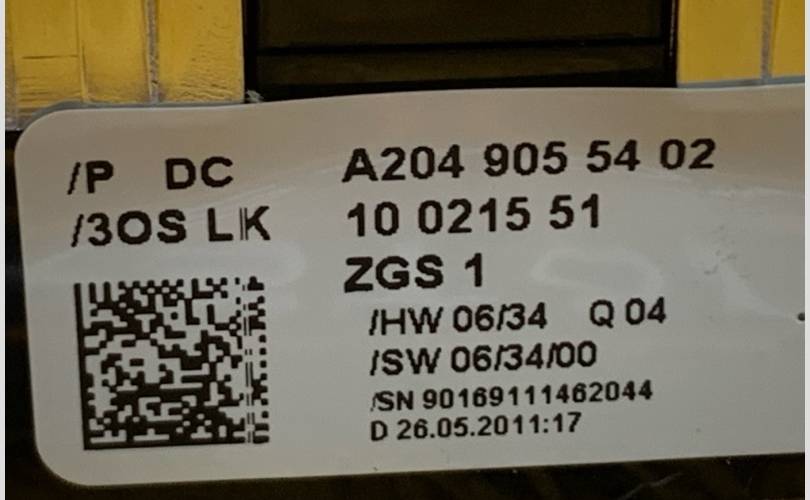 /P DC A204 905 54 02
/3OS LK 10 0215 51
ZGS 1
/HW 06/34 Q 04
/SW 06/34/00
/SN 90169111462044
D 26.05.2011:17